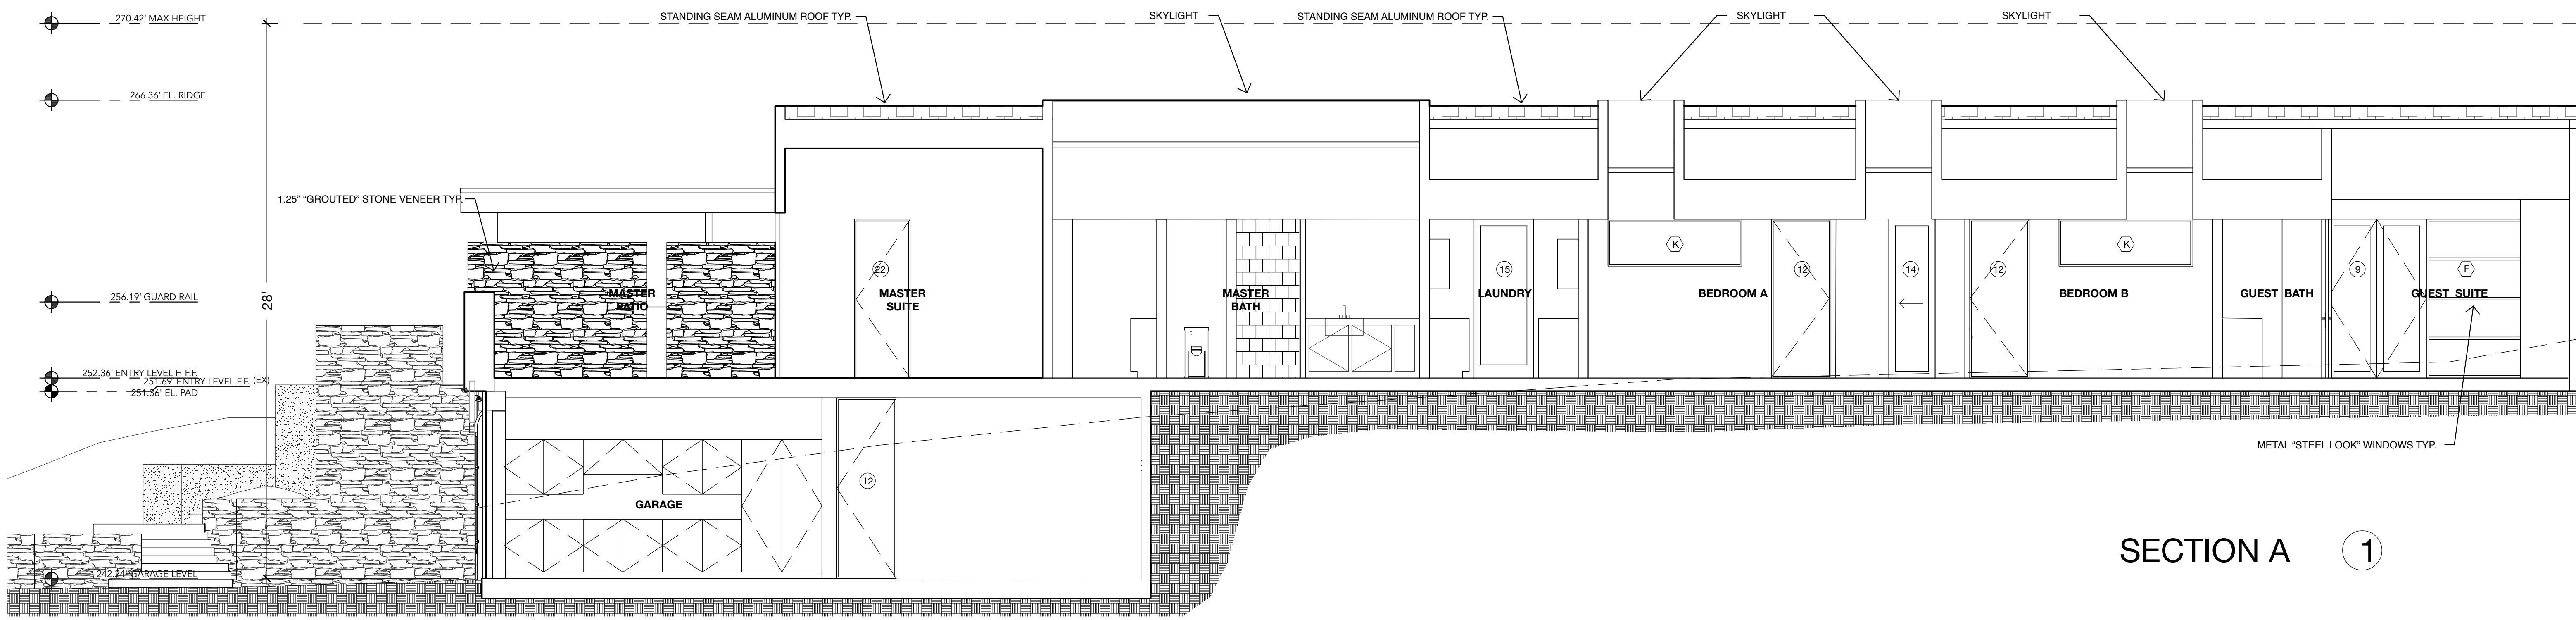 270.42' MAX HEIGHT
STANDING SEAM ALUMINUM ROOF TYP.
SKYLIGHT
STANDING SEAM ALUMINUM ROOF TYP.
SKYLIGHT
SKYLIGHT
266.36' EL. RIDGE
1.25” “GROUTED” STONE VENEER TYP.
28'
K
K
22
15
12
14
12
9
F
256.19' GUARD RAIL
MASTER
PATIO
MASTER
SUITE
MASTER
BATH
LAUNDRY
BEDROOM A
BEDROOM B
GUEST BATH
GUEST SUITE
252.36' ENTRY LEVEL H F.F.
251.69' ENTRY LEVEL F.F. (EX)
251.36' EL. PAD
METAL “STEEL LOOK” WINDOWS TYP.
12
GARAGE
SECTION A 1
242.24' GARAGE LEVEL